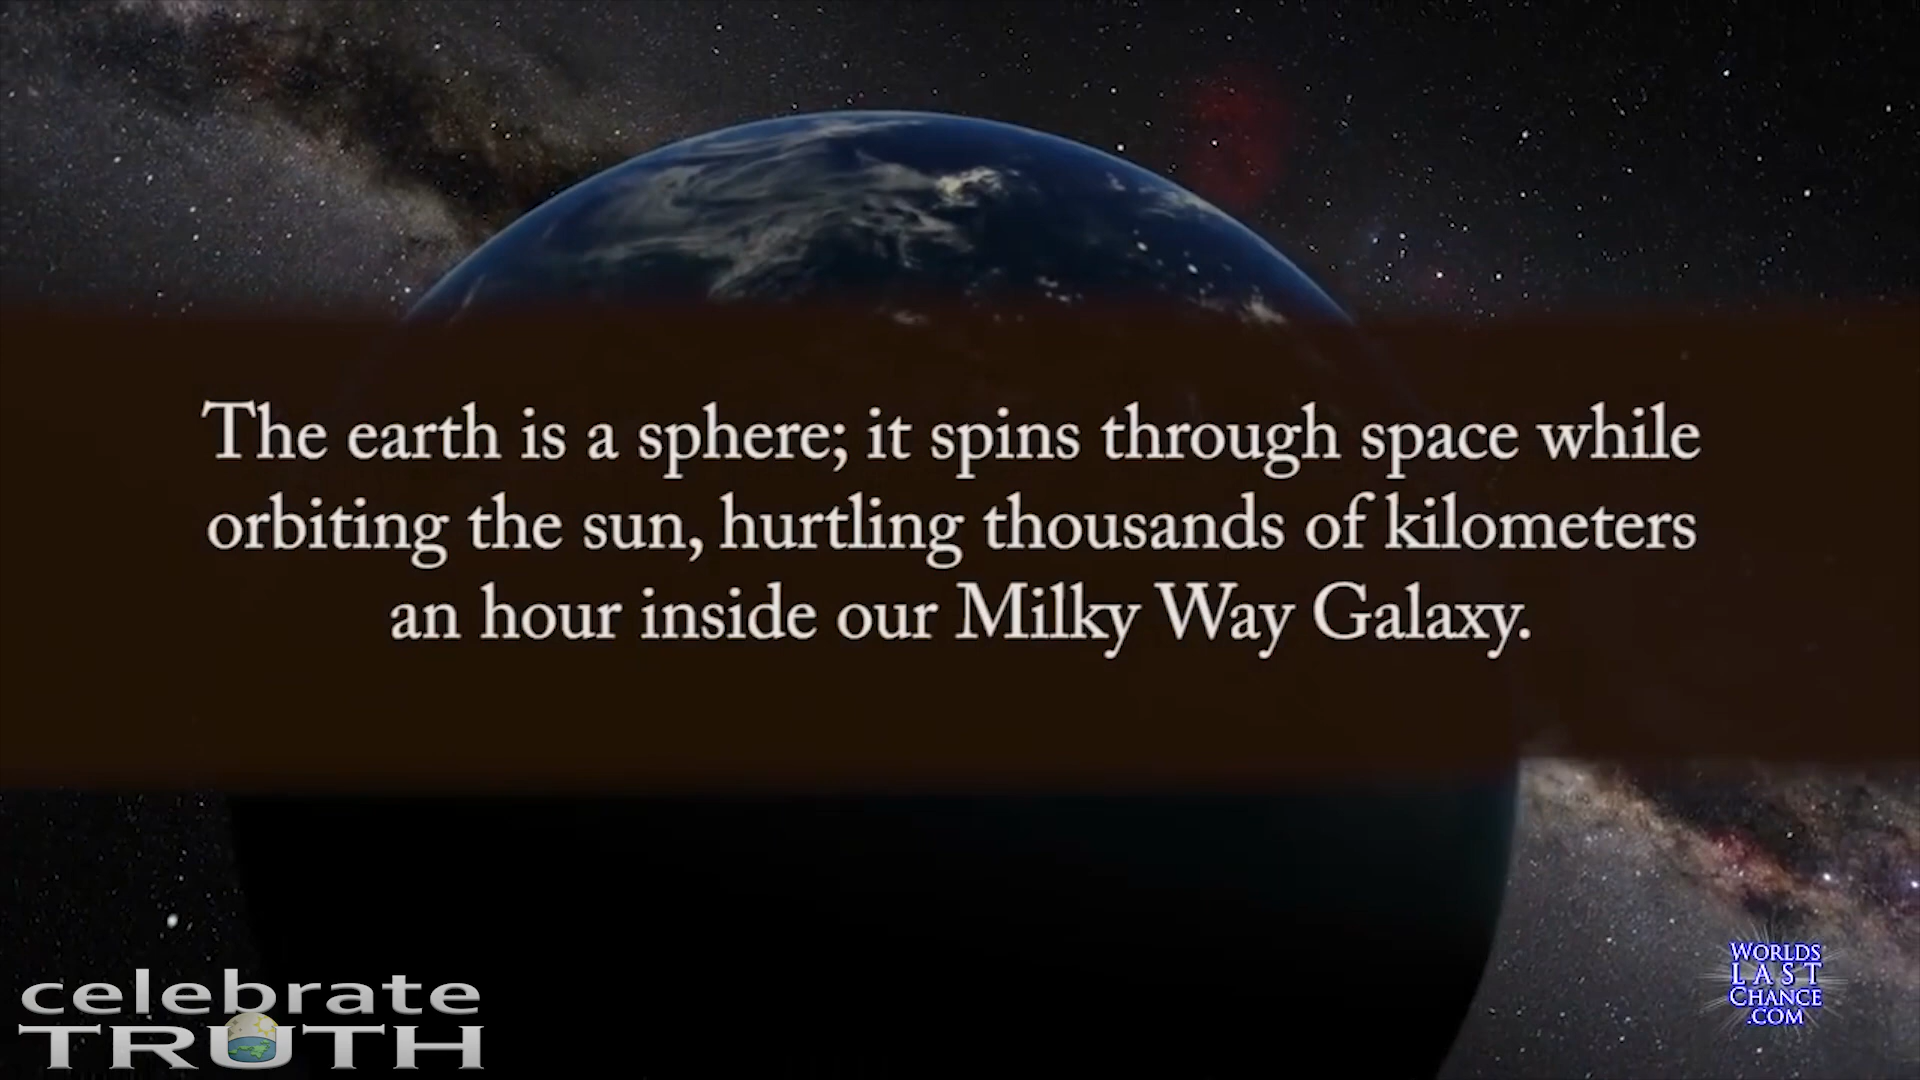 The earth is a sphere; it spins through space while
orbiting the sun, hurtling thousands of kilometers
an hour inside our Milky Way Galaxy.
celebrate
TRUTH
WORLDS
LAST
CHANCE
.COM